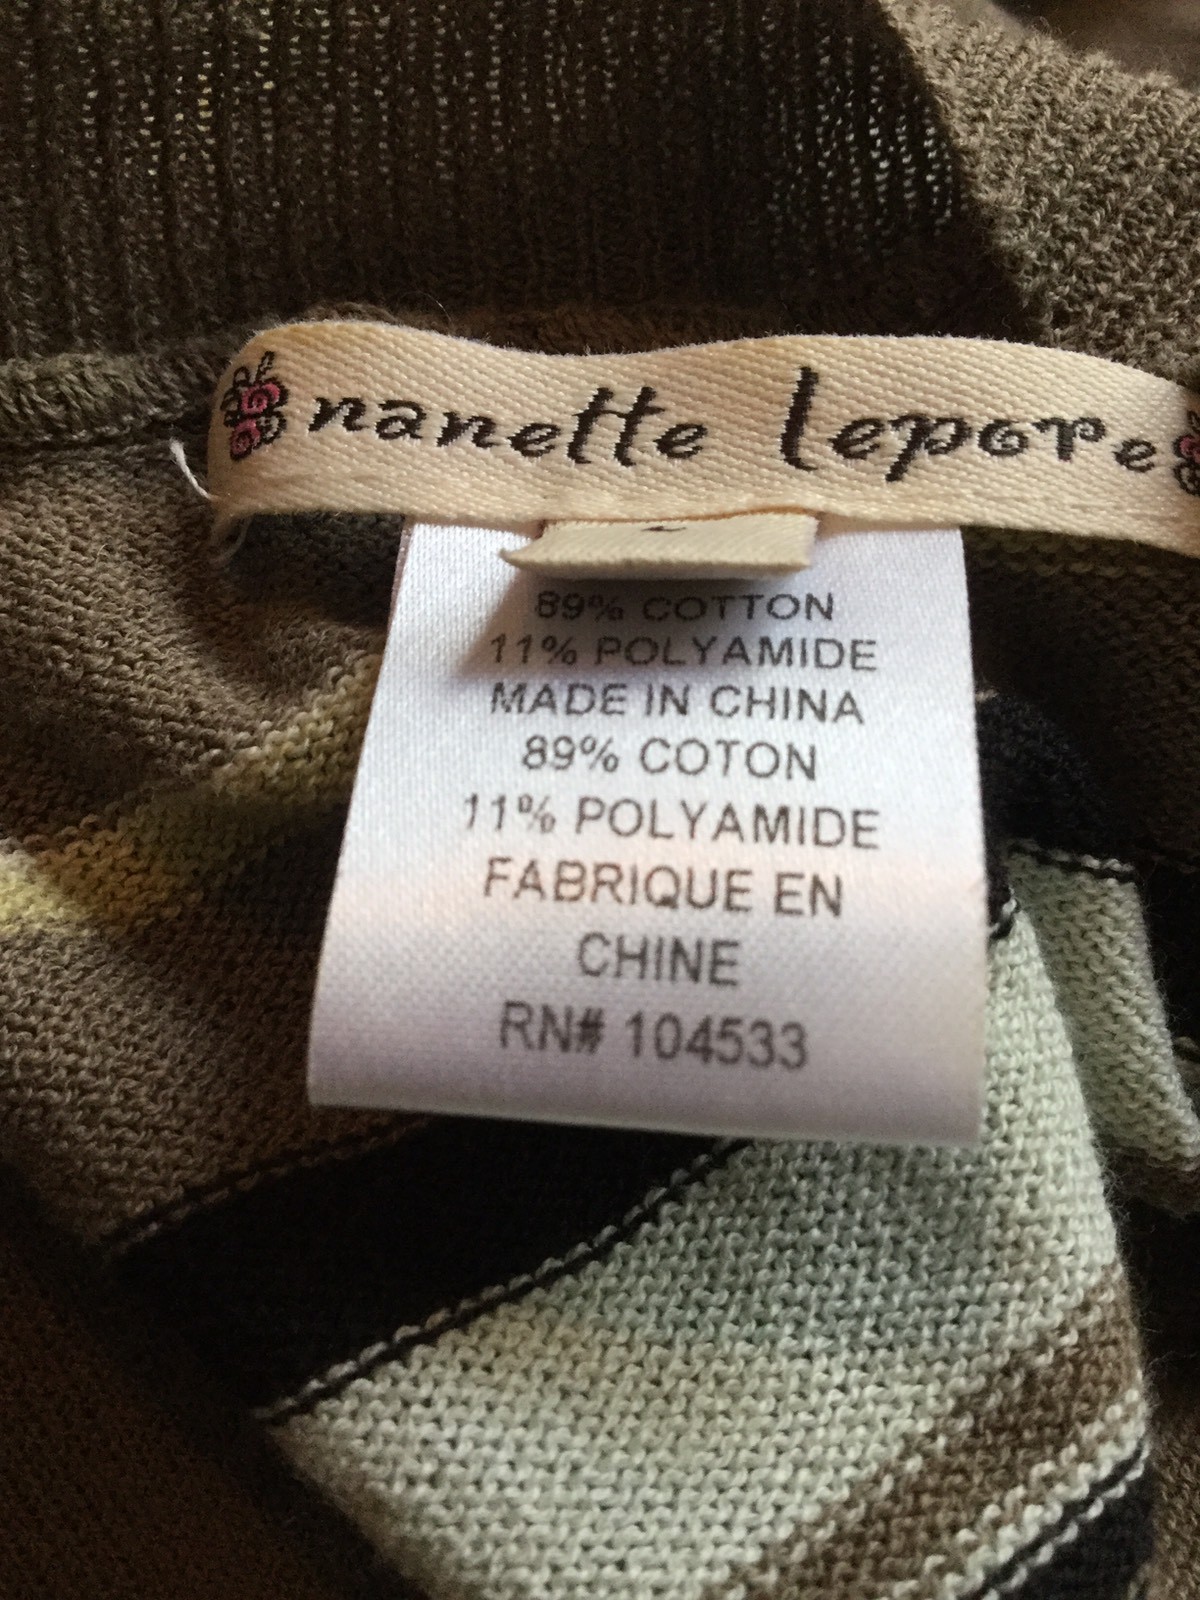 nanette lepore
89% COTTON
11% POLYAMIDE
MADE IN CHINA
89% COTON
11% POLYAMIDE
FABRIQUE EN
CHINE
RN# 104533